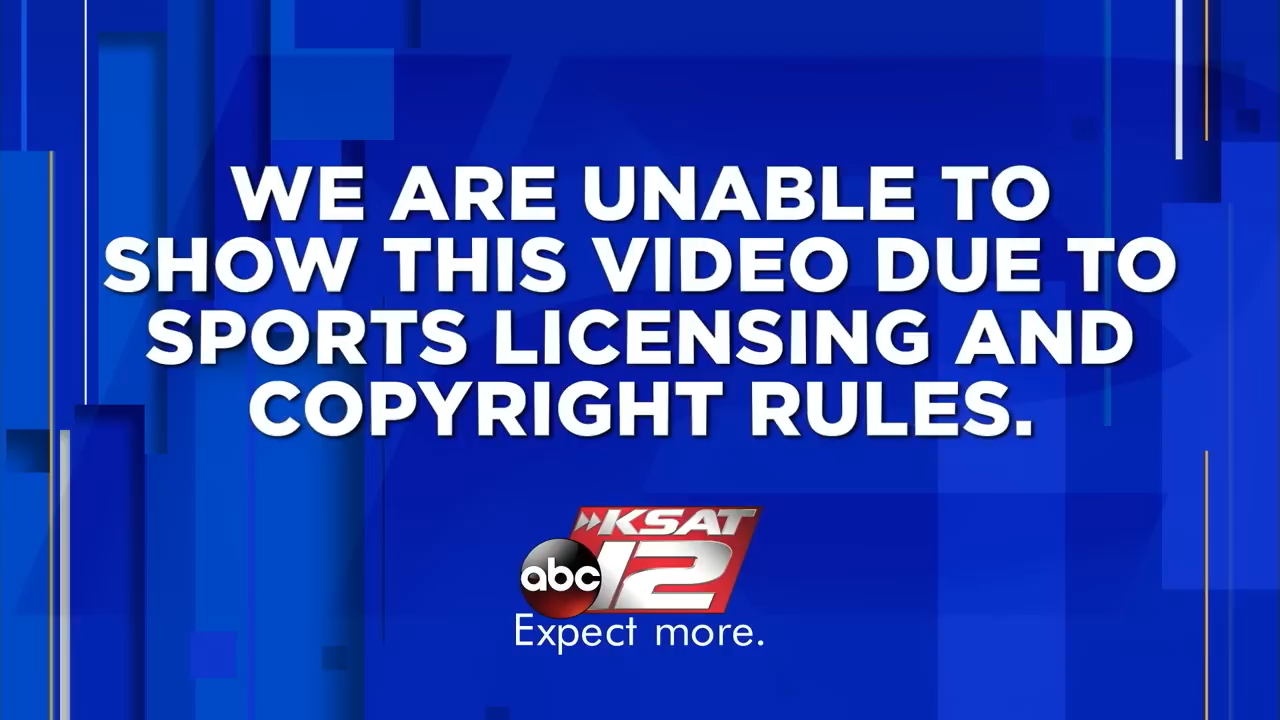 WE ARE UNABLE TO
SHOW THIS VIDEO DUE TO
SPORTS LICENSING AND
COPYRIGHT RULES.
KSAT
abc 12
Expect more.